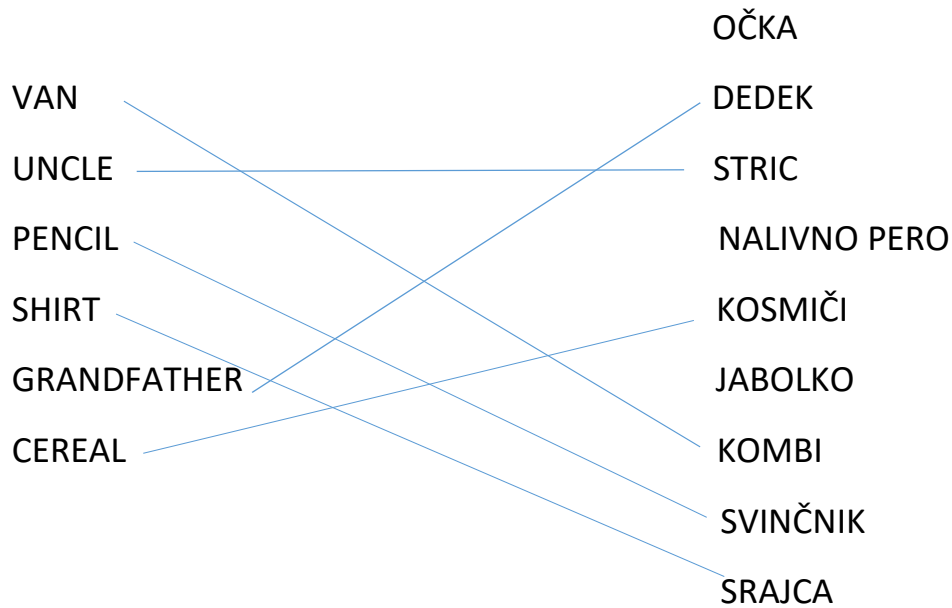 OČKA
VAN DEDEK
UNCLE STRIC
PENCIL NALIVNO PERO
SHIRT KOSMIČI
GRANDFATHER JABOLKO
CEREAL KOMBI
SVINČNIK
SRAJCA